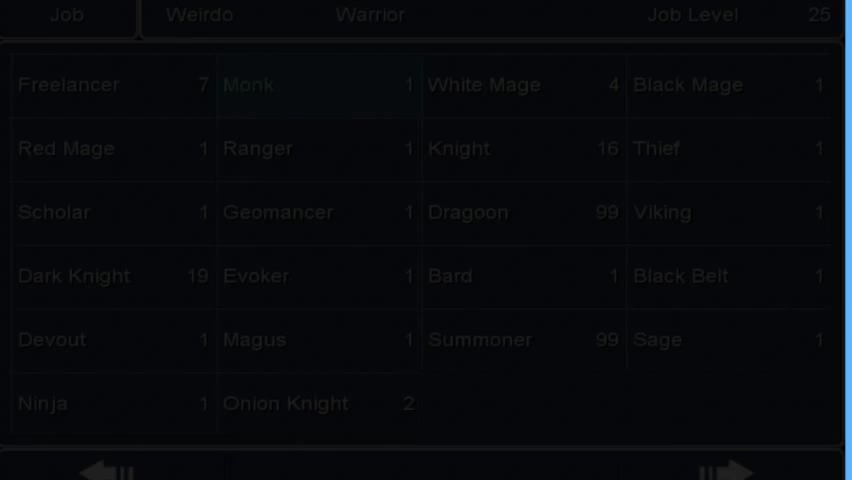 Job Weirdo Warrior Job Level 25
Freelancer 7 Monk 1 White Mage 4 Black Mage 1
Red Mage 1 Ranger 1 Knight 16 Thief 1
Scholar 1 Geomancer 1 Dragoon 99 Viking 1
Dark Knight 19 Evoker 1 Bard 1 Black Belt 1
Devout 1 Magus 1 Summoner 99 Sage 1
Ninja 1 Onion Knight 2